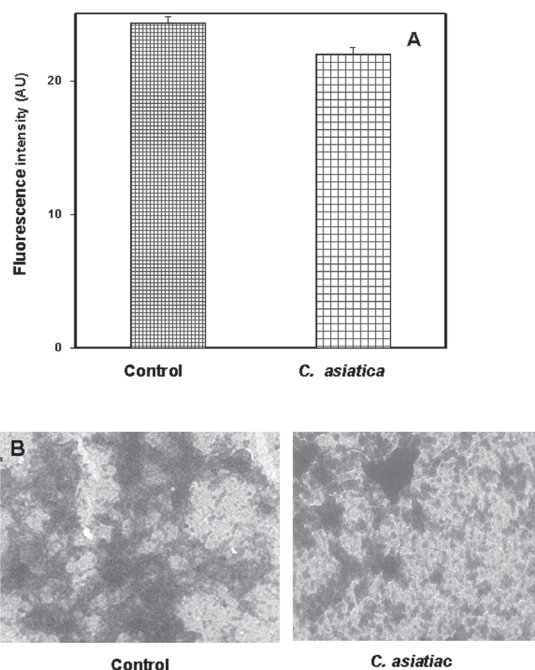 A
Fluorescence intensity (AU)
20
10
0
Control
C. asiatica
B
Control
C. asiatiac